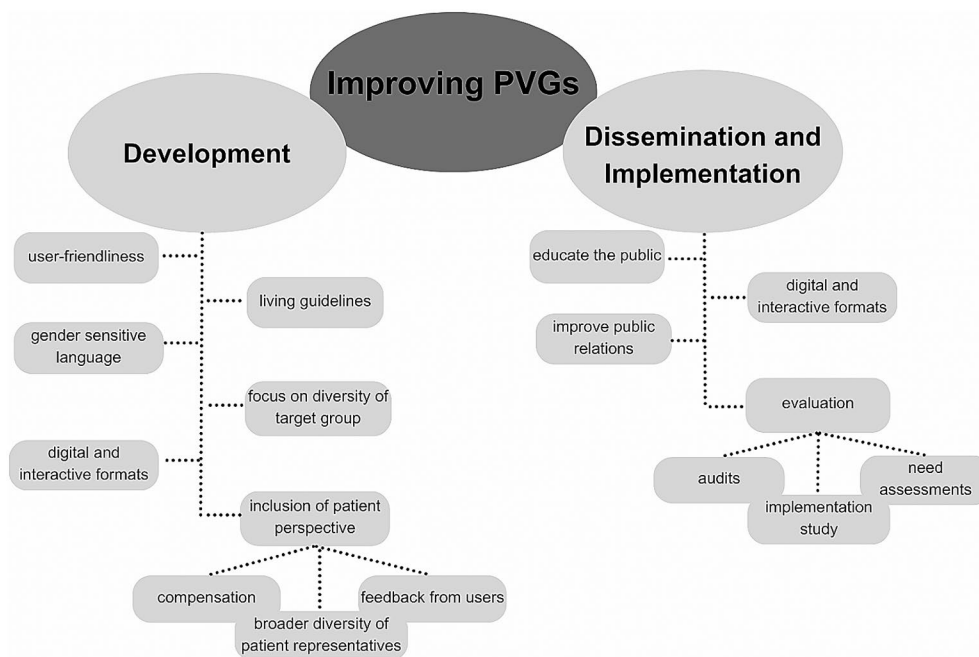 Improving PVGs
Development
Dissemination and
Implementation
user-friendliness
living guidelines
gender sensitive
language
focus on diversity of
target group
digital and
interactive formats
inclusion of patient
perspective
compensation
broader diversity of
patient representatives
feedback from users
educate the public
digital and
interactive formats
improve public
relations
evaluation
audits
implementation
study
need
assessments